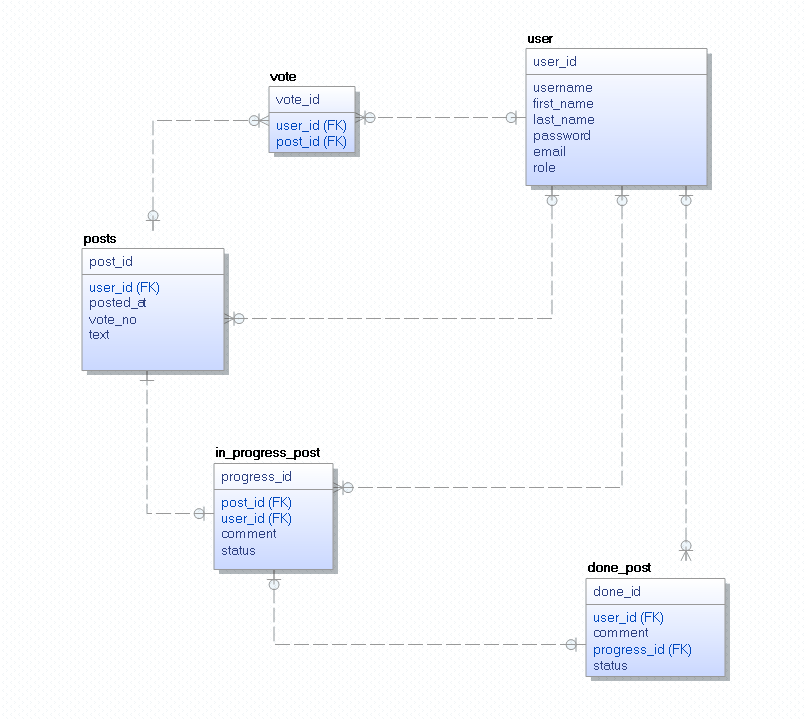 user
user_id
username
first_name
last_name
password
email
role
vote
vote_id
user_id (FK)
post_id (FK)
posts
post_id
user_id (FK)
posted_at
vote_no
text
in_progress_post
progress_id
post_id (FK)
user_id (FK)
comment
status
done_post
done_id
user_id (FK)
comment
progress_id (FK)
status